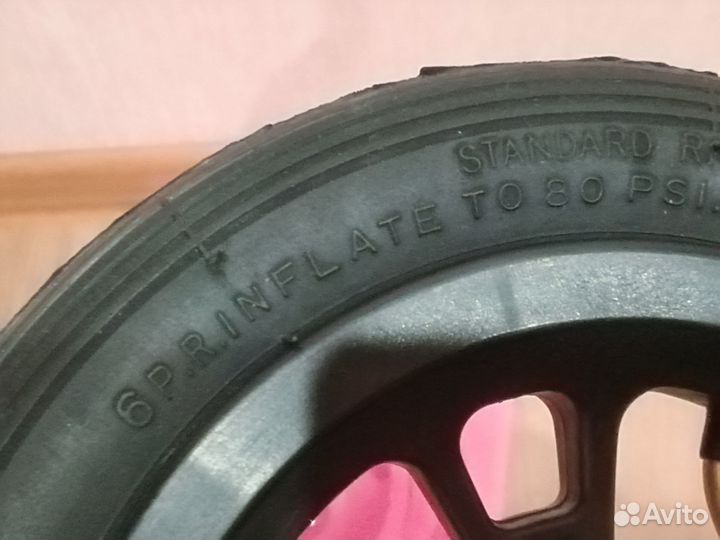 STANDARD
6P.R.INFLATE TO 80 PSI.
Avito